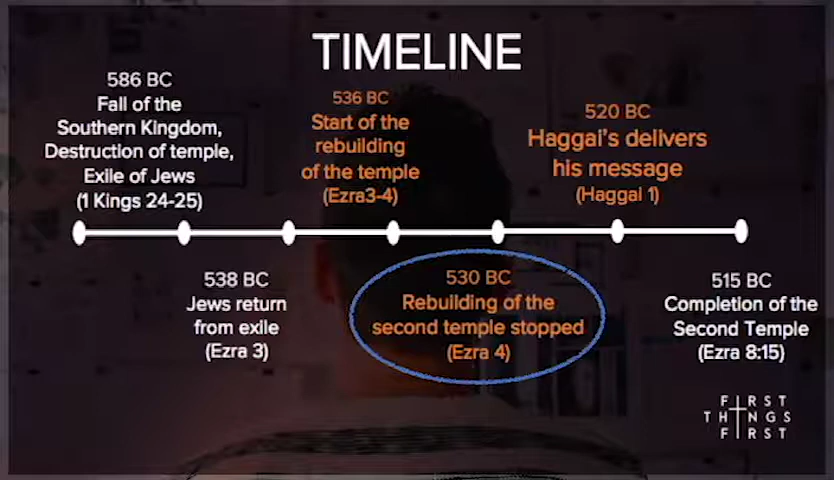 TIMELINE
586 BC
Fall of the
Southern Kingdom,
Destruction of temple,
Exile of Jews
(1 Kings 24-25)
536 BC
Start of the
rebuilding
of the temple
(Ezra3-4)
520 BC
Haggai's delivers
his message
(Haggai 1)
538 BC
Jews return
from exile
(Ezra 3)
530 BC
Rebuilding of the
second temple stopped
(Ezra 4)
515 BC
Completion of the
Second Temple
(Ezra 8:15)
FIRST
THINGS
FIRST